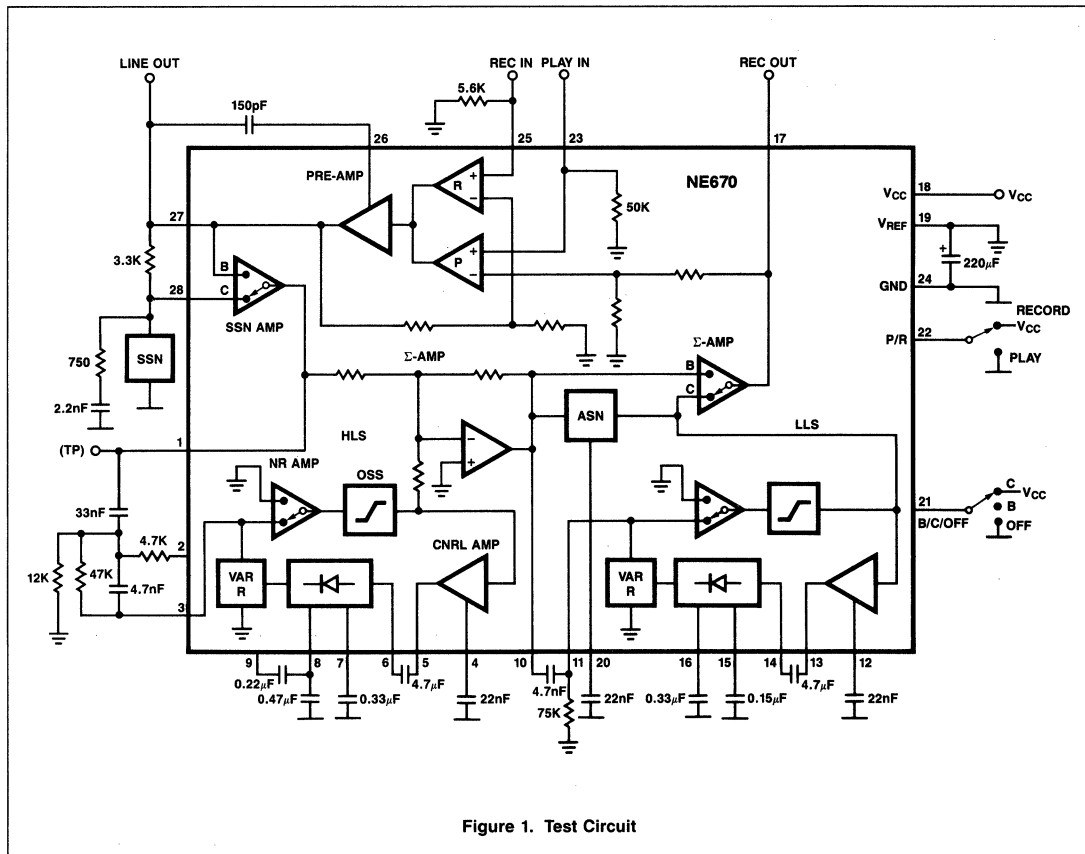 LINE OUT
REC IN
PLAY IN
REC OUT
5.6K
150pF
26
25
23
17
PRE-AMP
NE670
R
+
−
50K
P
+
−
27
3.3K
28
B
C
SSN AMP
750
SSN
2.2nF
VCC
18
VCC
VREF
19
+
220µF
GND
24
RECORD
VCC
P/R
22
PLAY
Σ-AMP
Σ-AMP
B
C
ASN
(TP)
1
HLS
−
+
LLS
NR AMP
OSS
33nF
4.7K
2
12K
47K
4.7nF
3
CNRL AMP
VAR
R
VAR
R
21
B/C/OFF
C
VCC
B
OFF
9
8
7
6
5
4
10
11
20
16
15
14
13
12
0.22µF
0.47µF
0.33µF
4.7µF
22nF
4.7nF
75K
22nF
0.33µF
0.15µF
4.7µF
22nF
Figure 1. Test Circuit